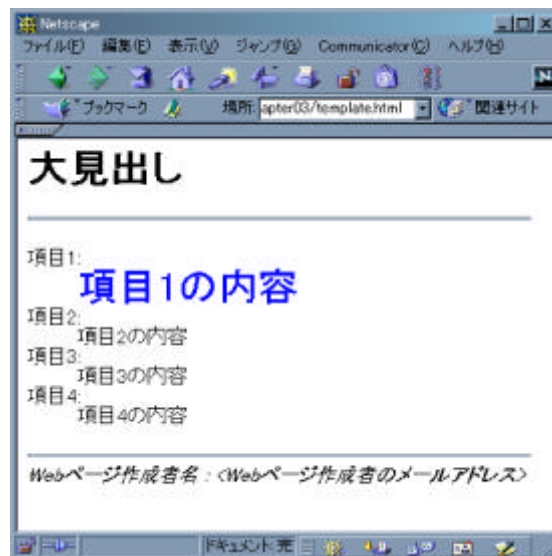 Netscape
ファイル(F) 編集(E) 表示(V) ジャンプ(G) Communicator(C) ヘルプ(H)
ブックマーク 場所: apter03/template.html 関連サイト
大見出し
項目1:
項目1の内容
項目2:
項目2の内容
項目3:
項目3の内容
項目4:
項目4の内容
Webページ作成者名 : <Webページ作成者のメールアドレス>
ドキュメント: 完